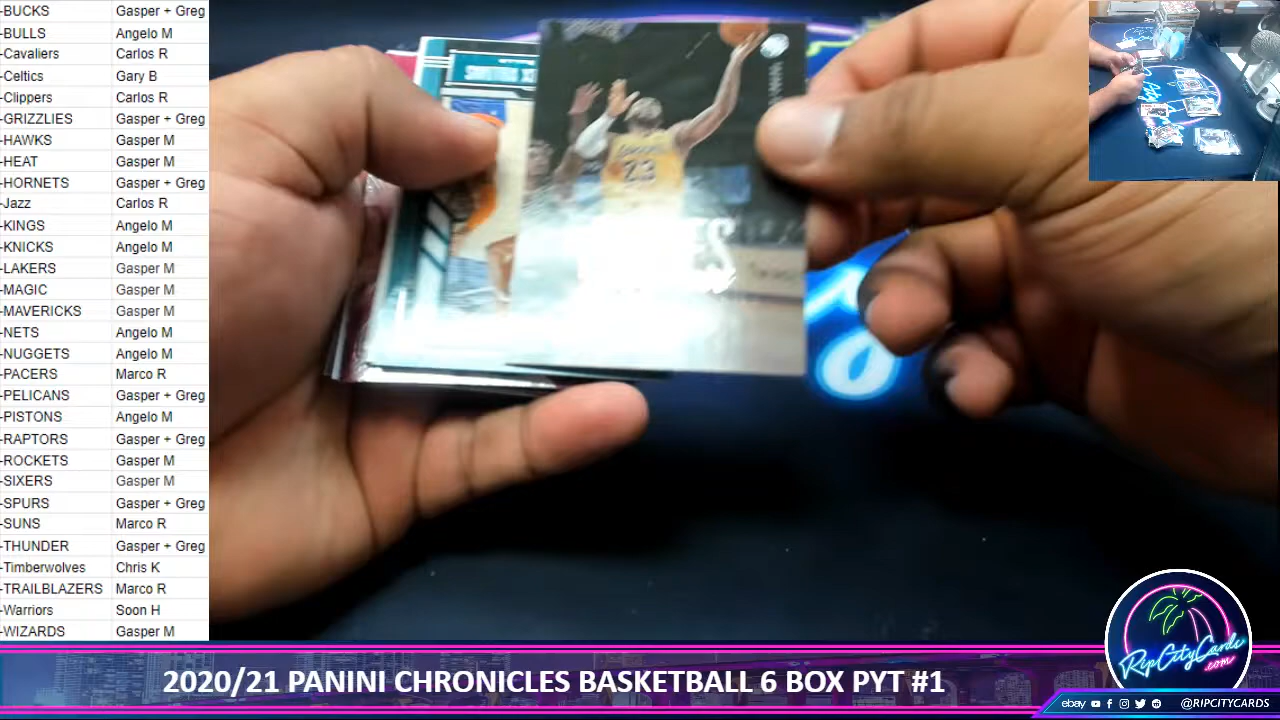 -BUCKS Gasper + Greg
-BULLS Angelo M
-Cavaliers Carlos R
-Celtics Gary B
-Clippers Carlos R
-GRIZZLIES Gasper + Greg
-HAWKS Gasper M
-HEAT Gasper M
-HORNETS Gasper + Greg
-Jazz Carlos R
-KINGS Angelo M
-KNICKS Angelo M
-LAKERS Gasper M
-MAGIC Gasper M
-MAVERICKS Gasper M
-NETS Angelo M
-NUGGETS Angelo M
-PACERS Marco R
-PELICANS Gasper + Greg
-PISTONS Angelo M
-RAPTORS Gasper + Greg
-ROCKETS Gasper M
-SIXERS Gasper M
-SPURS Gasper + Greg
-SUNS Marco R
-THUNDER Gasper + Greg
-Timberwolves Chris K
-TRAILBLAZERS Marco R
-Warriors Soon H
-WIZARDS Gasper M
23
2020/21 PANINI CHRONICLES BASKETBALL 6 BOX PYT #1
RipCityCards
.com
ebay @RIPCITYCARDS